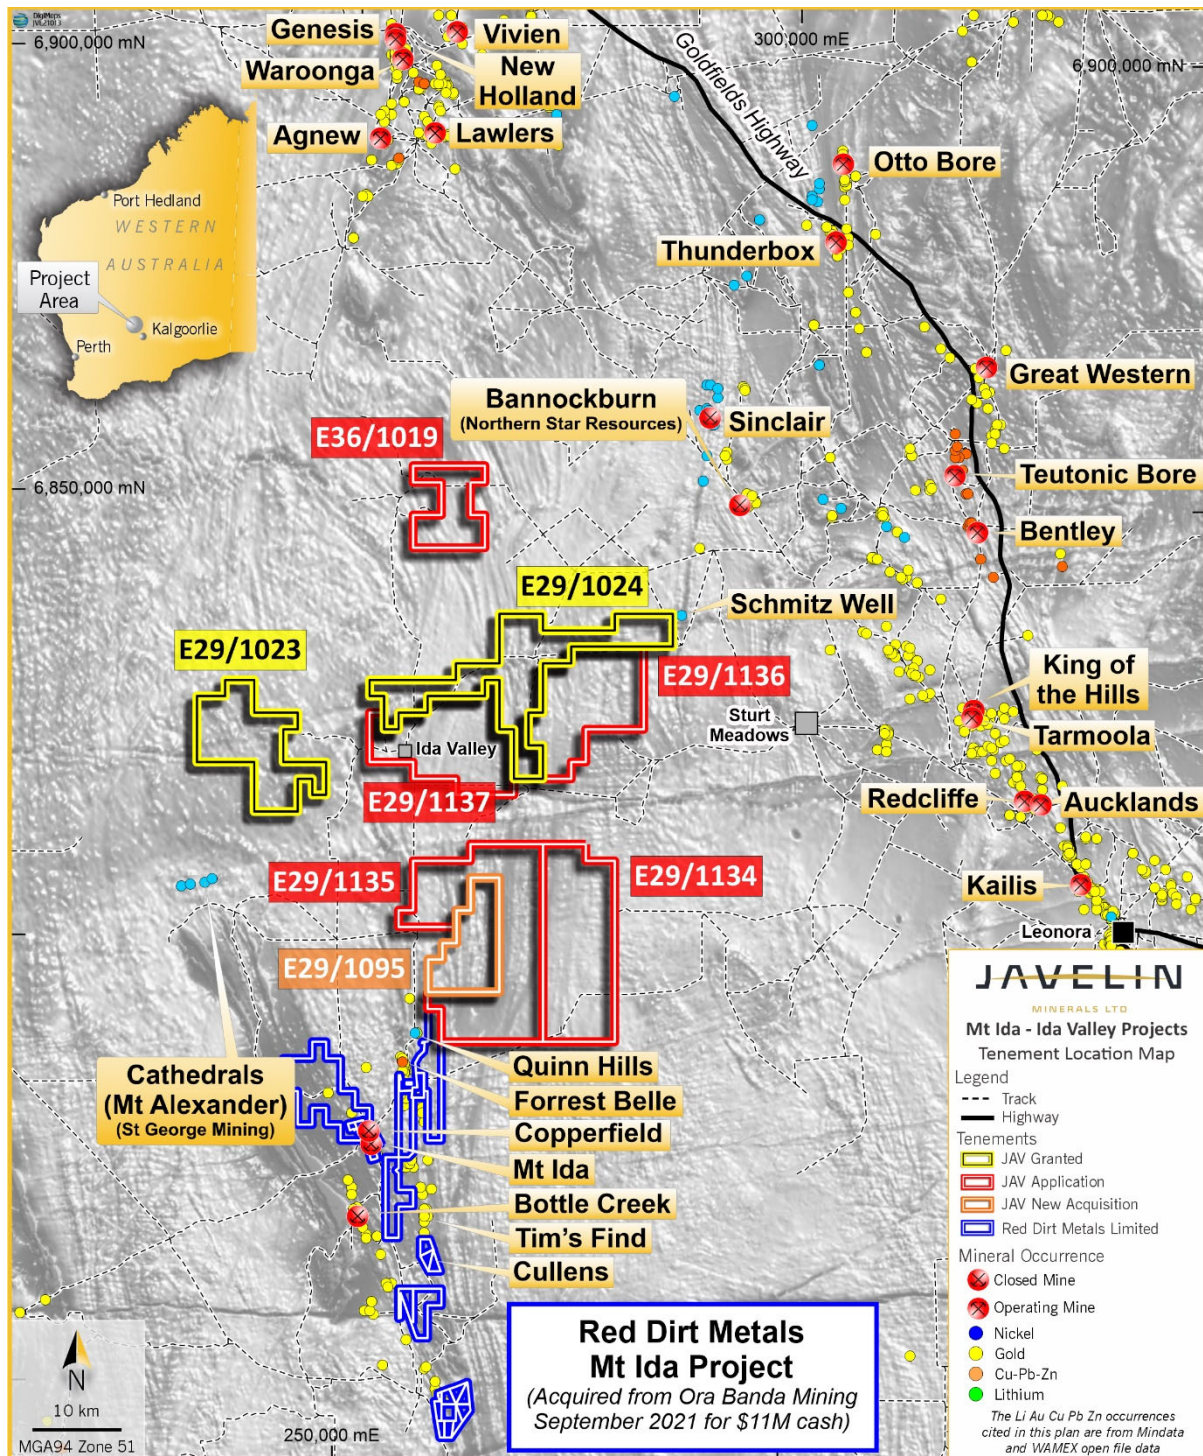 DigiMaps
JVL21013
6,900,000 mN
Genesis
Vivien
Waroonga
New
Holland
Agnew
Lawlers
300,000 mE
6,900,000 mN
Goldfields Highway
Otto Bore
Thunderbox
Port Hedland
WESTERN
AUSTRALIA
Project
Area
Kalgoorlie
Perth
Great Western
Bannockburn
(Northern Star Resources)
Sinclair
E36/1019
6,850,000 mN
Teutonic Bore
Bentley
E29/1024
Schmitz Well
E29/1023
E29/1136
King of
the Hills
Sturt
Meadows
Tarmoola
Ida Valley
E29/1137
Redcliffe
Aucklands
E29/1135
E29/1134
Kailis
Leonora
E29/1095
Cathedrals
(Mt Alexander)
(St George Mining)
Quinn Hills
Forrest Belle
Copperfield
Mt Ida
Bottle Creek
Tim's Find
Cullens
Red Dirt Metals
Mt Ida Project
(Acquired from Ora Banda Mining
September 2021 for $11M cash)
N
10 km
MGA94 Zone 51
250,000 mE
JAVELIN
MINERALS LTD
Mt Ida - Ida Valley Projects
Tenement Location Map
Legend
Track
Highway
Tenements
JAV Granted
JAV Application
JAV New Acquisition
Red Dirt Metals Limited
Mineral Occurrence
Closed Mine
Operating Mine
Nickel
Gold
Cu-Pb-Zn
Lithium
The Li Au Cu Pb Zn occurrences
cited in this plan are from Mindata
and WAMEX open file data